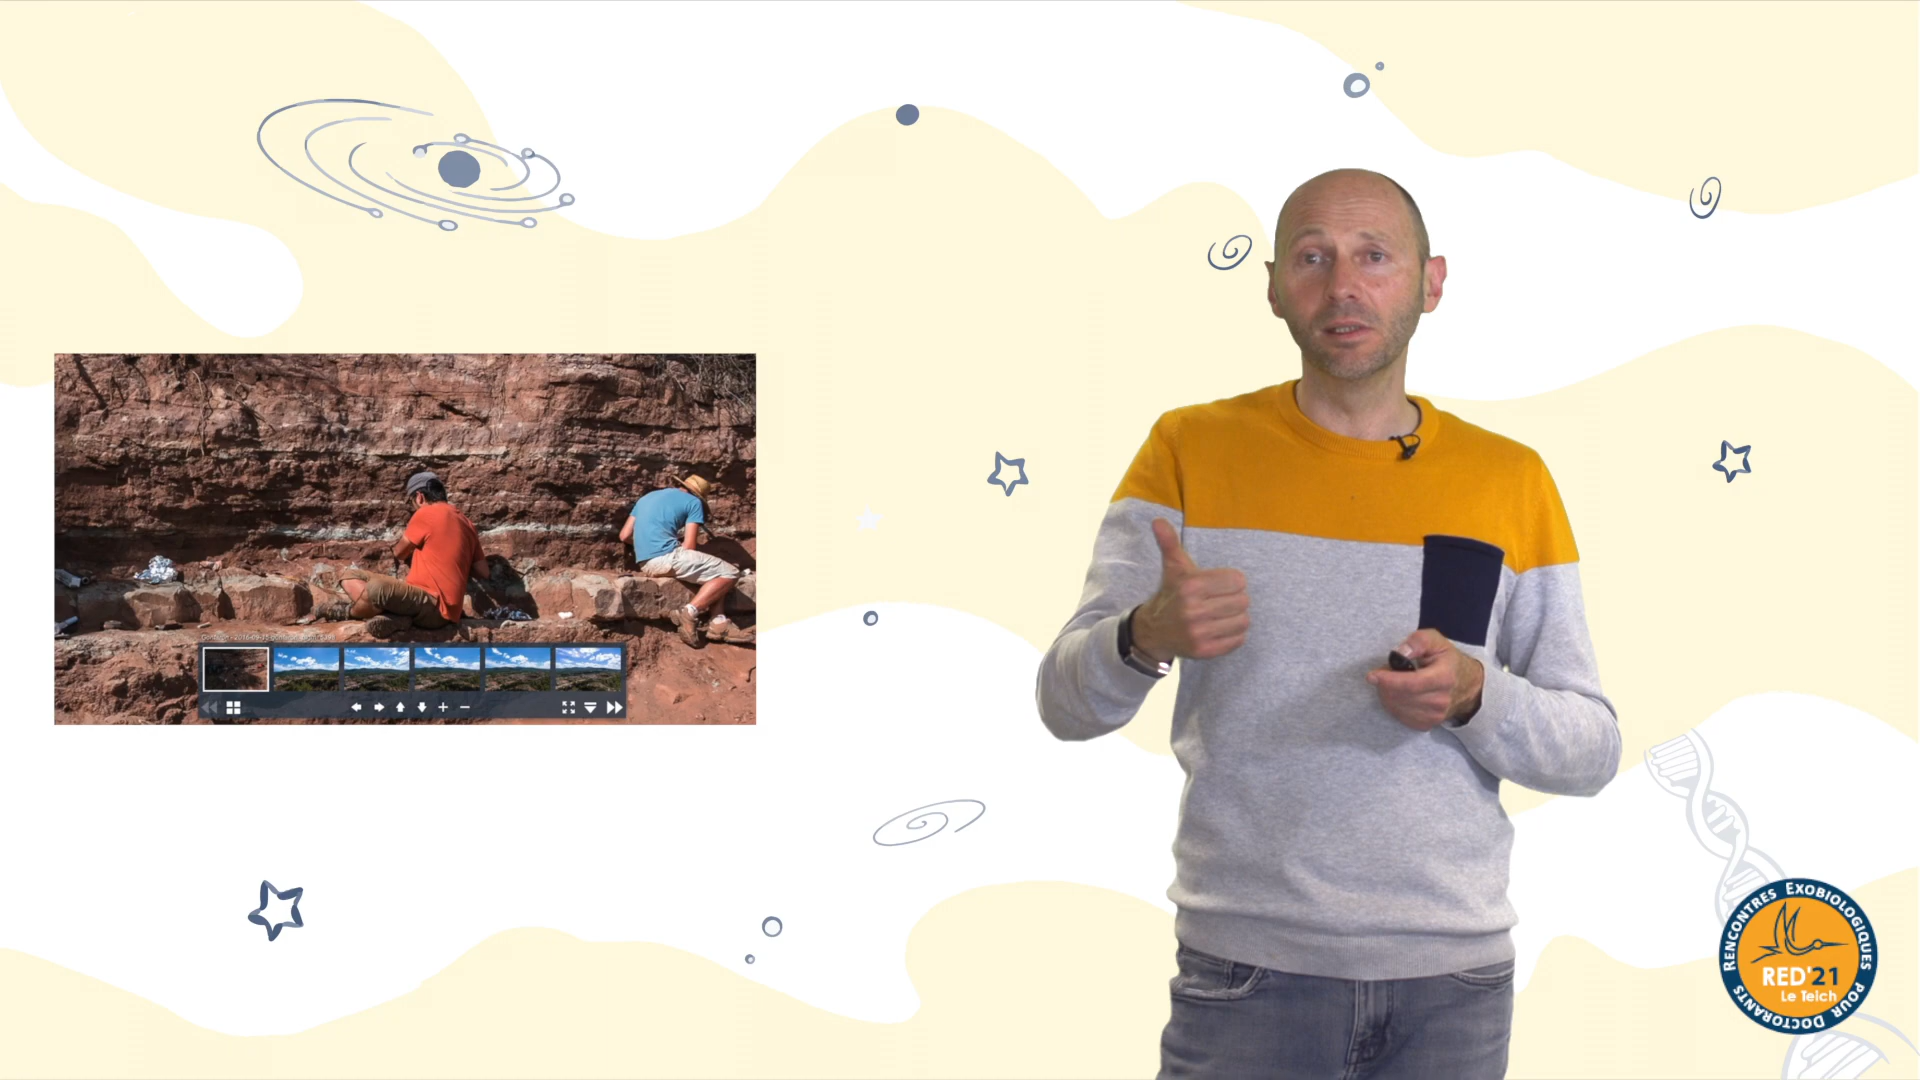 RENCONTRES EXOBIOLOGIQUES
POUR DOCTORANTS
RED'21
Le Teich